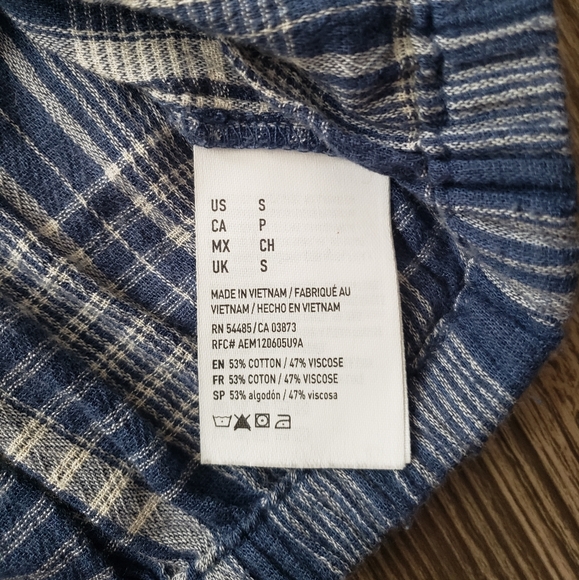 US S
CA P
MX CH
UK S
MADE IN VIETNAM / FABRIQUÉ AU
VIETNAM / HECHO EN VIETNAM
RN 54485 / CA 03873
RFC# AEM120605U9A
EN 53% COTTON / 47% VISCOSE
FR 53% COTON / 47% VISCOSE
SP 53% algodón / 47% viscosa